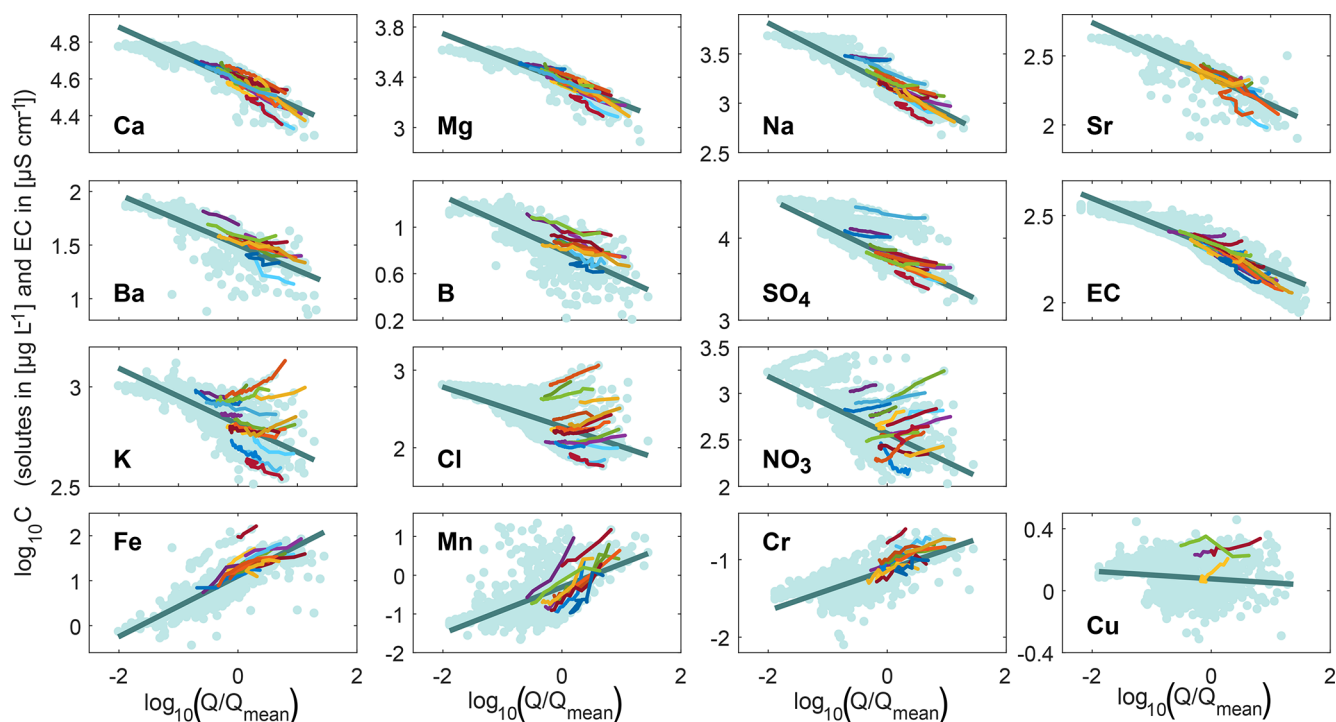 log10C (solutes in [µg L-1] and EC in [µS cm-1])
4.8
4.6
4.4
Ca
3.8
3.4
3
Mg
3.5
3
2.5
Na
2.5
2
Sr
2
1.5
1
Ba
1
0.6
0.2
B
4
3
SO4
2.5
2
EC
3
2.5
K
3
2
Cl
3.5
3
2.5
2
NO3
2
1
0
Fe
1
0
-1
-2
Mn
0
-1
-2
Cr
0.4
0
-0.4
Cu
-2 0 2
-2 0 2
-2 0 2
-2 0 2
log10(Q/Qmean)
log10(Q/Qmean)
log10(Q/Qmean)
log10(Q/Qmean)